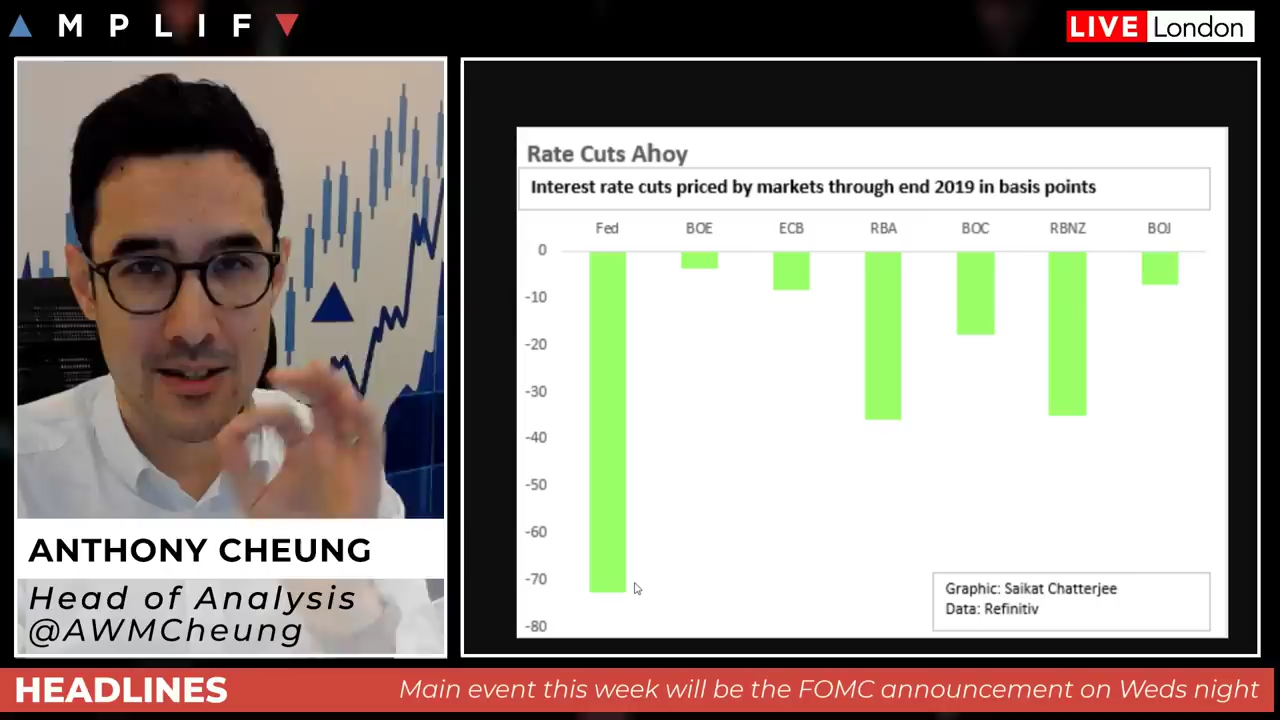 AMPLIFY
LIVE London
Rate Cuts Ahoy
Interest rate cuts priced by markets through end 2019 in basis points
Fed BOE ECB RBA BOC RBNZ BOJ
0
-10
-20
-30
-40
-50
-60
-70
-80
Graphic: Saikat Chatterjee
Data: Refinitiv
ANTHONY CHEUNG
Head of Analysis
@AWMCheung
HEADLINES Main event this week will be the FOMC announcement on Weds night